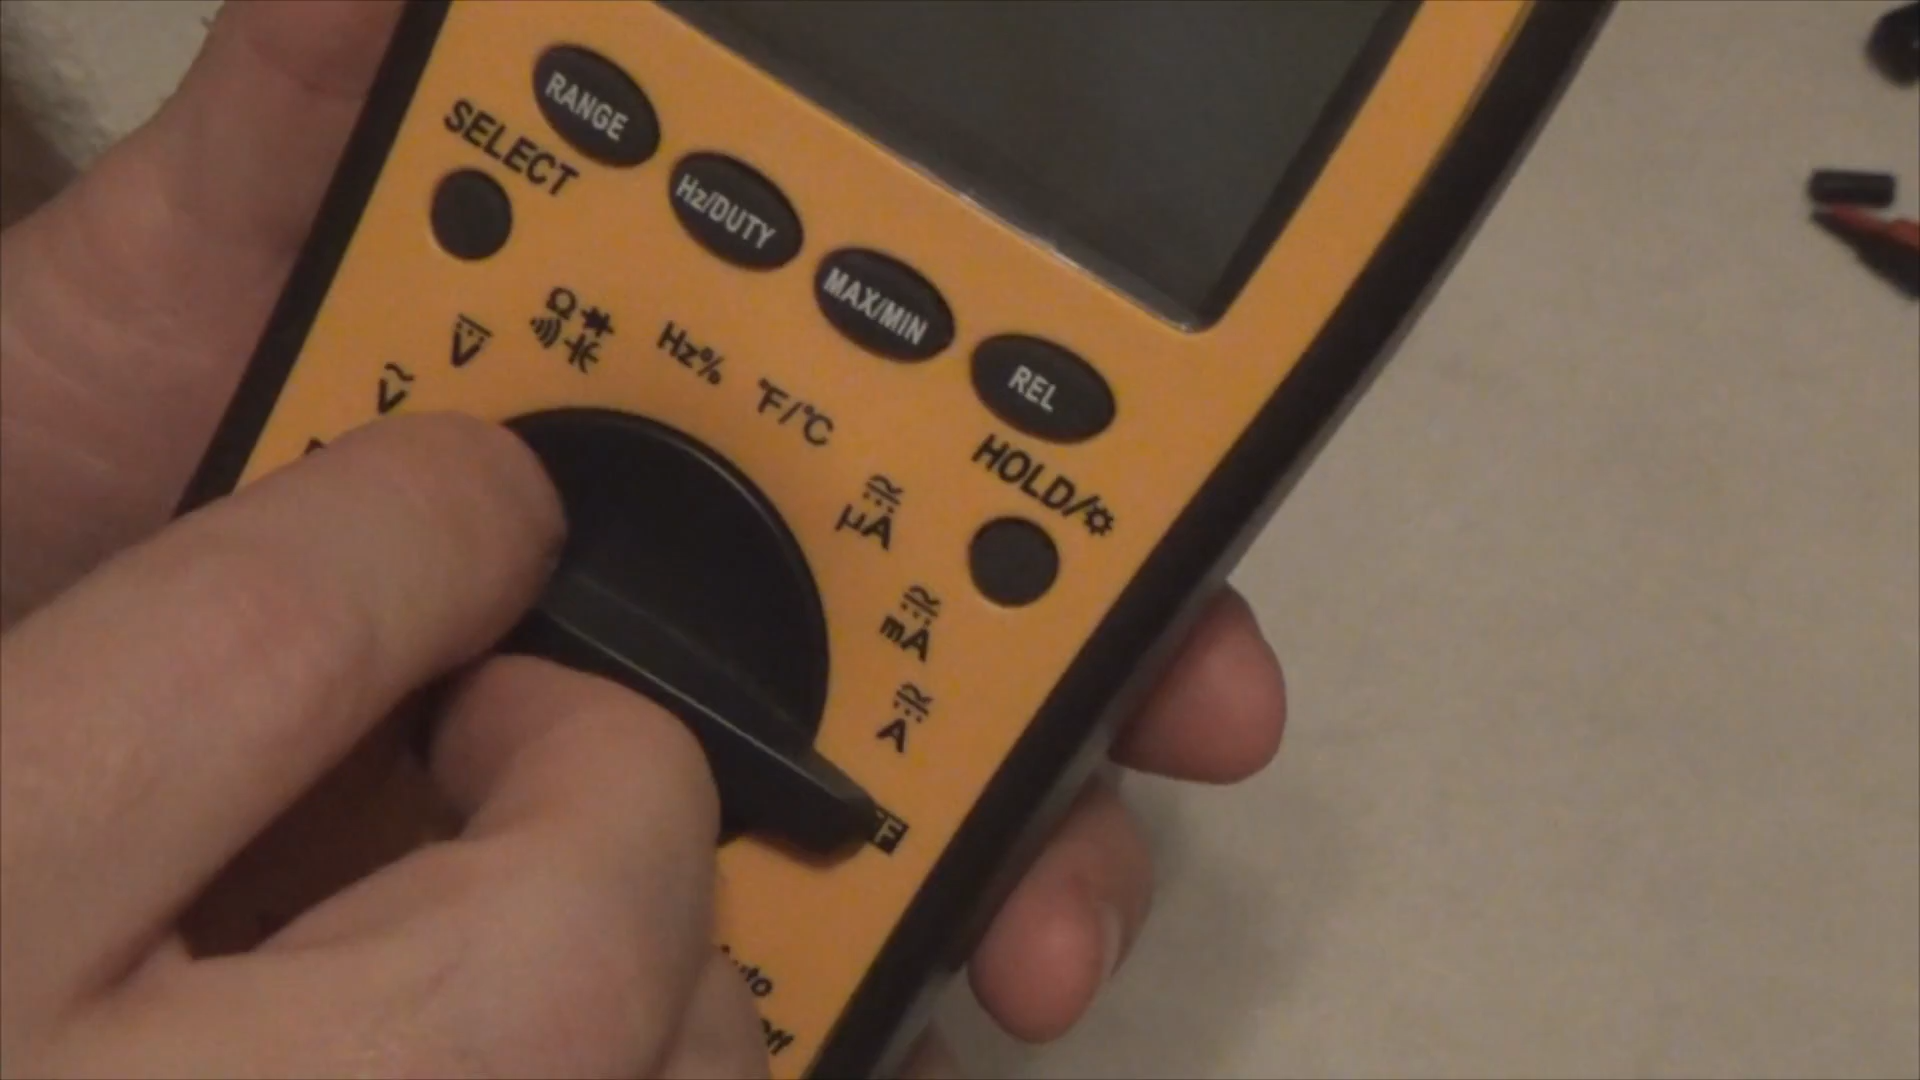 RANGE
SELECT
Hz/DUTY
MAX/MIN
REL
HOLD/
V
V
Ω
Hz%
°F/°C
µA
mA
A